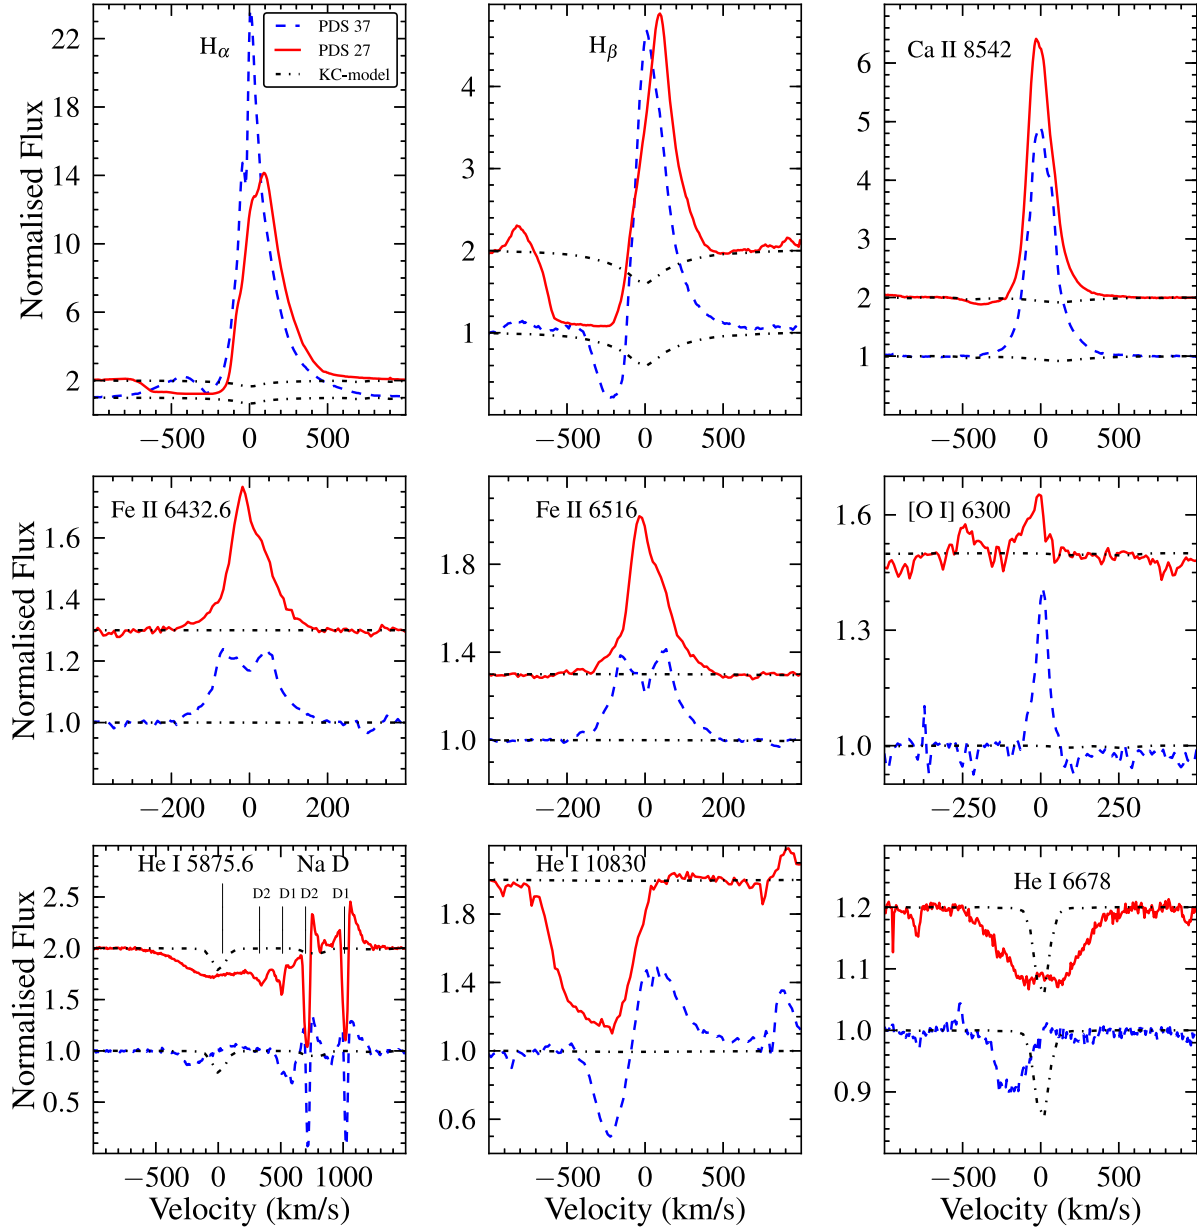 Normalised Flux
22
18
14
10
6
2
Hα
PDS 37
PDS 27
KC-model
−500 0 500
4
3
2
1
Hβ
−500 0 500
6
5
4
3
2
1
Ca II 8542
−500 0 500
Normalised Flux
1.6
1.4
1.2
1.0
Fe II 6432.6
−200 0 200
1.8
1.4
1.0
Fe II 6516
−200 0 200
1.6
1.3
1.0
[O I] 6300
−250 0 250
Normalised Flux
2.5
2.0
1.5
1.0
0.5
He I 5875.6 Na D
D2 D1 D2 D1
−500 0 500 1000
Velocity (km/s)
1.8
1.4
1.0
0.6
He I 10830
−500 0 500
Velocity (km/s)
1.2
1.1
1.0
0.9
He I 6678
−500 0 500
Velocity (km/s)